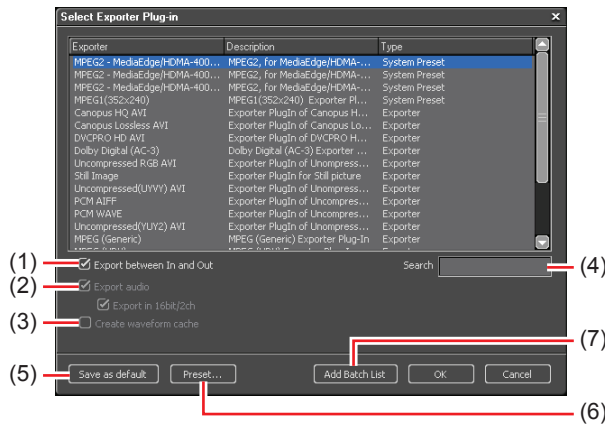 Select Exporter Plug-in
Exporter Description Type
MPEG2 - MediaEdge/HDMA-400... MPEG2, for MediaEdge/HDMA-... System Preset
MPEG2 - MediaEdge/HDMA-400... MPEG2, for MediaEdge/HDMA-... System Preset
MPEG2 - MediaEdge/HDMA-400... MPEG2, for MediaEdge/HDMA-... System Preset
MPEG1(352x240) MPEG1(352x240) Exporter Pl... System Preset
Canopus HQ AVI Exporter PlugIn of Canopus H... Exporter
Canopus Lossless AVI Exporter PlugIn of Canopus Lo... Exporter
DVCPRO HD AVI Exporter PlugIn of DVCPRO H... Exporter
Dolby Digital (AC-3) Dolby Digital (AC-3) Exporter ... Exporter
Uncompressed RGB AVI Exporter PlugIn of Unompress... Exporter
Still Image Exporter PlugIn for Still picture Exporter
Uncompressed(UYVY) AVI Exporter PlugIn of Unompress... Exporter
PCM AIFF Exporter PlugIn of Uncompres... Exporter
PCM WAVE Exporter PlugIn of Uncompres... Exporter
Uncompressed(YUY2) AVI Exporter PlugIn of Unompress... Exporter
MPEG (Generic) MPEG (Generic) Exporter Plug-In Exporter
(1) Export between In and Out Search (4)
(2) Export audio
Export in 16bit/2ch
(3) Create waveform cache
(7)
(5) Save as default Preset... Add Batch List OK Cancel
(6)